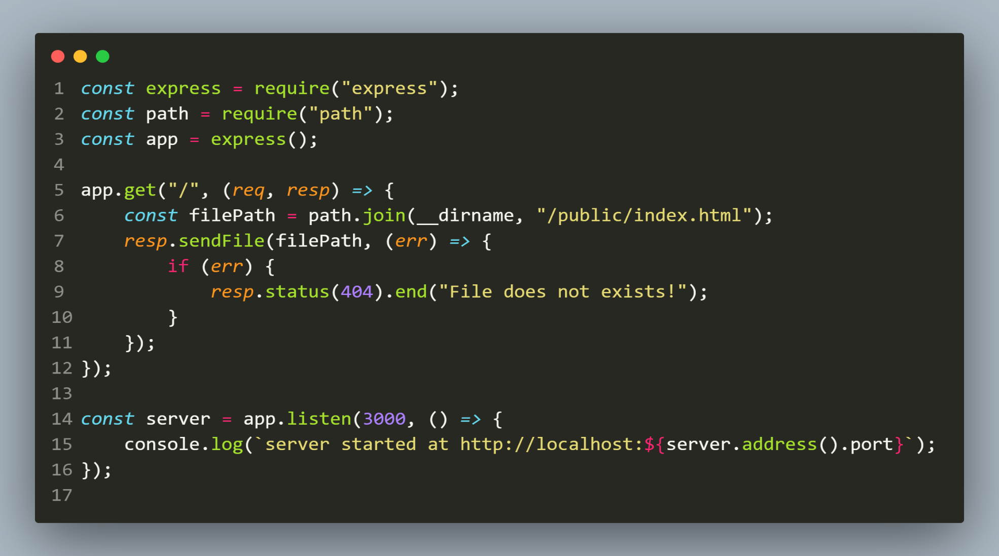 1 const express = require("express");
2 const path = require("path");
3 const app = express();
4
5 app.get("/", (req, resp) => {
6     const filePath = path.join(__dirname, "/public/index.html");
7     resp.sendFile(filePath, (err) => {
8         if (err) {
9             resp.status(404).end("File does not exists!");
10         }
11     });
12 });
13
14 const server = app.listen(3000, () => {
15     console.log(`server started at http://localhost:${server.address().port}`);
16 });
17